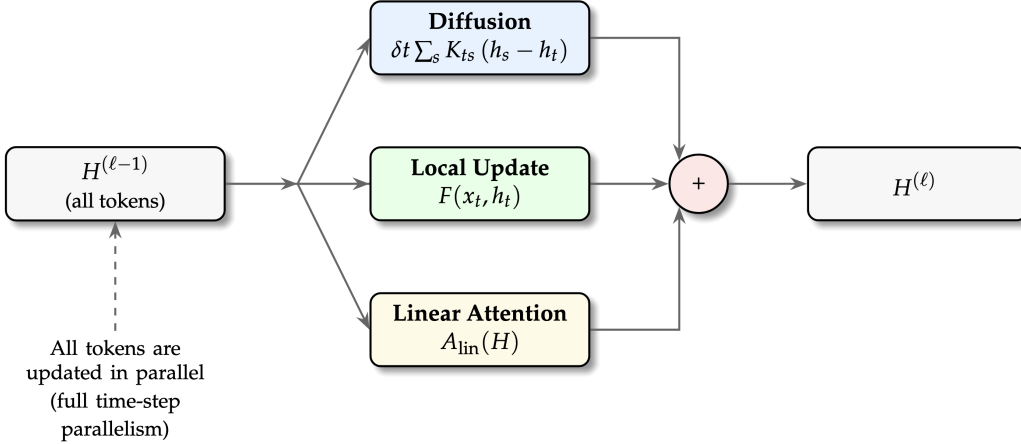 Diffusion
δt ∑ₛ Kₜₛ (hₛ − hₜ)
H⁽ℓ⁻¹⁾
(all tokens)
Local Update
F(xₜ, hₜ)
+
H⁽ℓ⁾
Linear Attention
A_lin(H)
All tokens are
updated in parallel
(full time-step
parallelism)